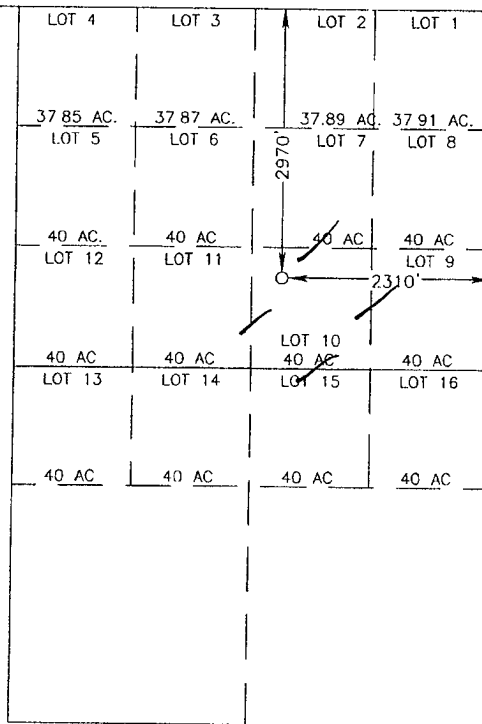 LOT 4 LOT 3 LOT 2 LOT 1
37 85 AC. 37 87 AC. 37.89 AC. 37 91 AC.
LOT 5 LOT 6 LOT 7 LOT 8
2970'
40 AC. 40 AC 40 AC 40 AC
LOT 12 LOT 11 LOT 9
2310'
LOT 10
40 AC 40 AC 40 AC 40 AC
LOT 13 LOT 14 LOT 15 LOT 16
40 AC 40 AC 40 AC 40 AC